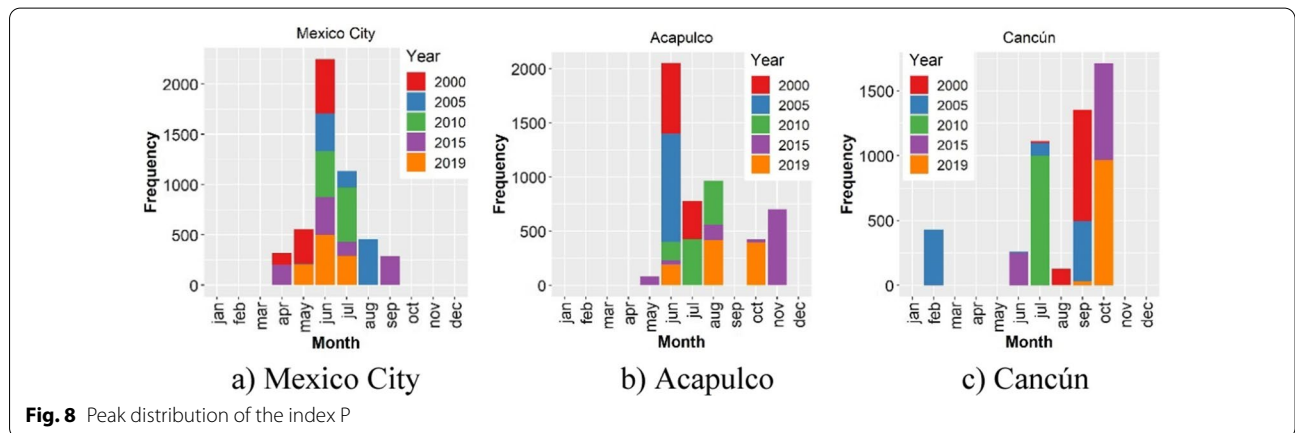 Mexico City
Year
2000
2005
2010
2015
2019
Frequency
2000
1500
1000
500
0
jan feb mar apr may jun jul aug sep oct nov dec
Month
a) Mexico City
Acapulco
Year
2000
2005
2010
2015
2019
Frequency
2000
1500
1000
500
0
jan feb mar apr may jun jul aug sep oct nov dec
Month
b) Acapulco
Cancún
Year
2000
2005
2010
2015
2019
Frequency
1500
1000
500
0
jan feb mar apr may jun jul aug sep oct nov dec
Month
c) Cancún
Fig. 8 Peak distribution of the index P